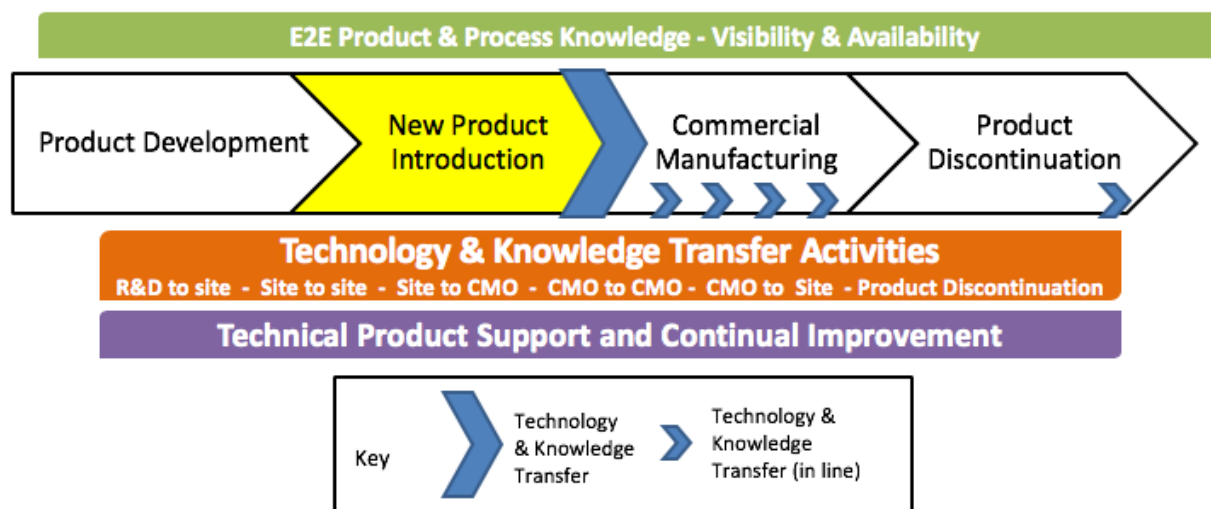 E2E Product & Process Knowledge - Visibility & Availability
Product Development
New Product
Introduction
Commercial
Manufacturing
Product
Discontinuation
Technology & Knowledge Transfer Activities
R&D to site - Site to site - Site to CMO - CMO to CMO - CMO to Site - Product Discontinuation
Technical Product Support and Continual Improvement
Key
Technology
& Knowledge
Transfer
Technology &
Knowledge
Transfer (in line)